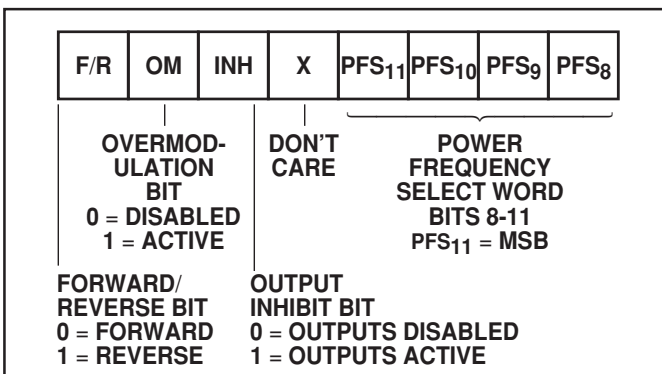 F/R OM INH X PFS11 PFS10 PFS9 PFS8
OVERMOD-
ULATION
BIT
0 = DISABLED
1 = ACTIVE
DON'T
CARE
POWER
FREQUENCY
SELECT WORD
BITS 8-11
PFS11 = MSB
FORWARD/
REVERSE BIT
0 = FORWARD
1 = REVERSE
OUTPUT
INHIBIT BIT
0 = OUTPUTS DISABLED
1 = OUTPUTS ACTIVE